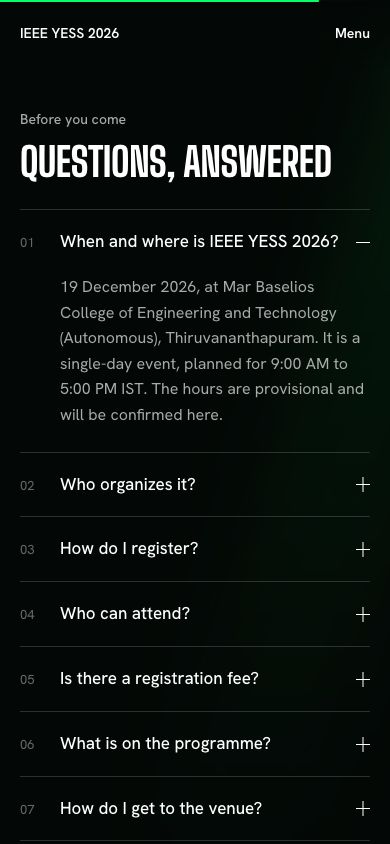 IEEE YESS 2026
Menu
Before you come
QUESTIONS, ANSWERED
01 When and where is IEEE YESS 2026?
19 December 2026, at Mar Baselios
College of Engineering and Technology
(Autonomous), Thiruvananthapuram. It is a
single-day event, planned for 9:00 AM to
5:00 PM IST. The hours are provisional and
will be confirmed here.
02 Who organizes it?
03 How do I register?
04 Who can attend?
05 Is there a registration fee?
06 What is on the programme?
07 How do I get to the venue?